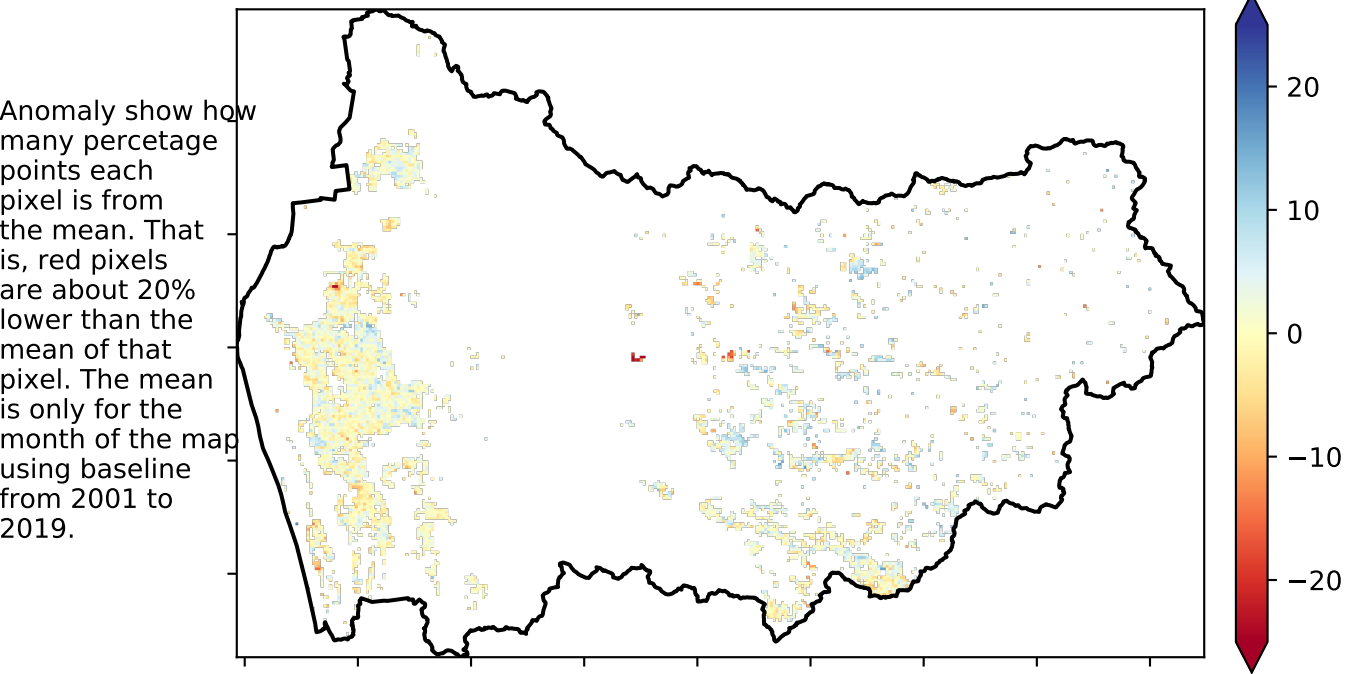 Anomaly show how
many percetage
points each
pixel is from
the mean. That
is, red pixels
are about 20%
lower than the
mean of that
pixel. The mean
is only for the
month of the map
using baseline
from 2001 to
2019.
20
10
0
−10
−20